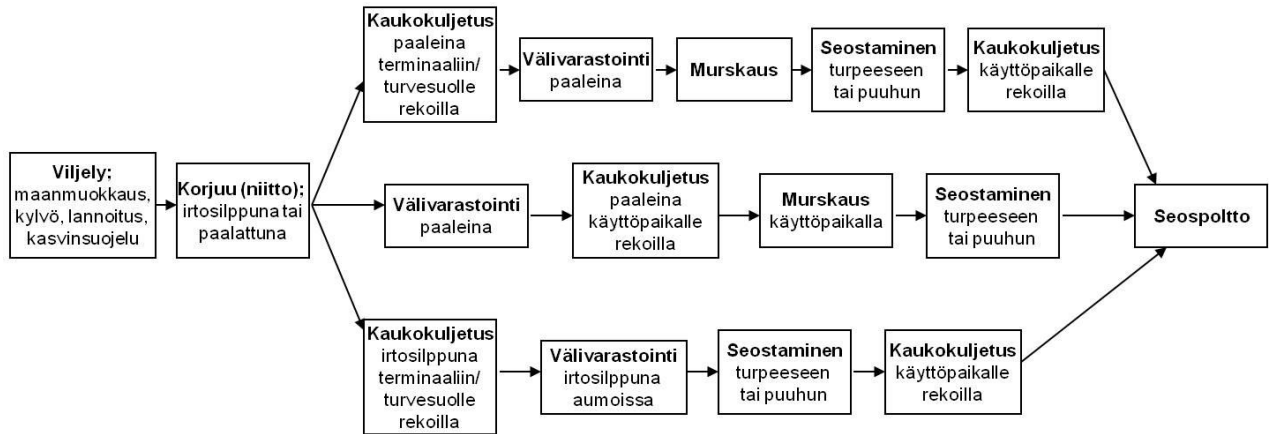 Viljely;
maanmuokkaus,
kylvö, lannoitus,
kasvinsuojelu
Korjuu (niitto);
irtosilppuna tai
paalattuna
Kaukokuljetus
paaleina
terminaaliin/
turvesuolle
rekoilla
Välivarastointi
paaleina
Murskaus
Seostaminen
turpeeseen
tai puuhun
Kaukokuljetus
käyttöpaikalle
rekoilla
Välivarastointi
paaleina
Kaukokuljetus
paaleina
käyttöpaikalle
rekoilla
Murskaus
käyttöpaikalla
Seostaminen
turpeeseen
tai puuhun
Kaukokuljetus
irtosilppuna
terminaaliin/
turvesuolle
rekoilla
Välivarastointi
irtosilppuna
aumoissa
Seostaminen
turpeeseen
tai puuhun
Kaukokuljetus
käyttöpaikalle
rekoilla
Seospoltto